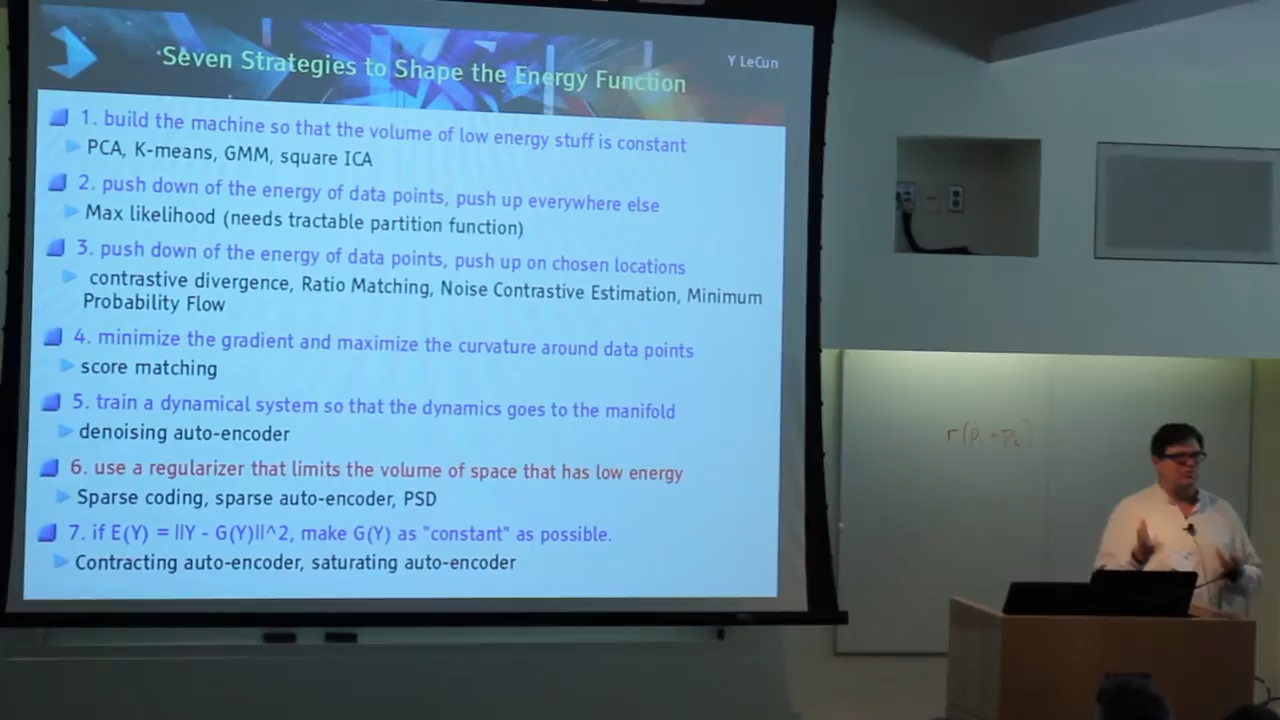 Seven Strategies to Shape the Energy Function
Y LeCun
1. build the machine so that the volume of low energy stuff is constant
PCA, K-means, GMM, square ICA
2. push down of the energy of data points, push up everywhere else
Max likelihood (needs tractable partition function)
3. push down of the energy of data points, push up on chosen locations
contrastive divergence, Ratio Matching, Noise Contrastive Estimation, Minimum
Probability Flow
4. minimize the gradient and maximize the curvature around data points
score matching
5. train a dynamical system so that the dynamics goes to the manifold
denoising auto-encoder
6. use a regularizer that limits the volume of space that has low energy
Sparse coding, sparse auto-encoder, PSD
7. if E(Y) = ||Y - G(Y)||^2, make G(Y) as "constant" as possible.
Contracting auto-encoder, saturating auto-encoder